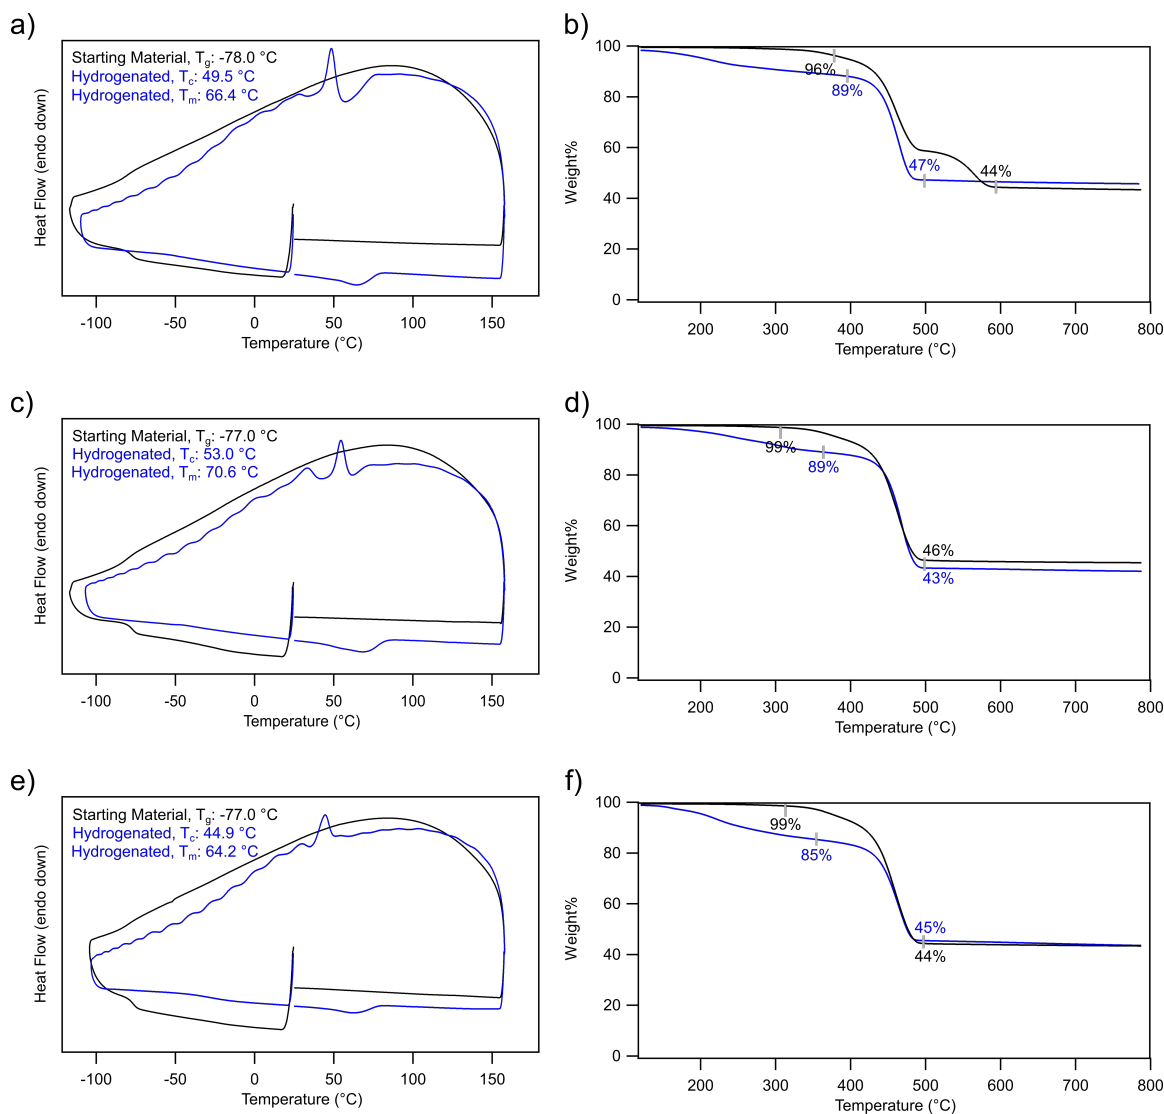 a)
Starting Material, Tg: -78.0 °C
Hydrogenated, Tc: 49.5 °C
Hydrogenated, Tm: 66.4 °C
Heat Flow (endo down)
-100 -50 0 50 100 150
Temperature (°C)
b)
100
80
60
40
20
0
Weight%
96%
89%
47%
44%
200 300 400 500 600 700 800
Temperature (°C)
c)
Starting Material, Tg: -77.0 °C
Hydrogenated, Tc: 53.0 °C
Hydrogenated, Tm: 70.6 °C
Heat Flow (endo down)
-100 -50 0 50 100 150
Temperature (°C)
d)
100
80
60
40
20
0
Weight%
99%
89%
46%
43%
200 300 400 500 600 700 800
Temperature (°C)
e)
Starting Material, Tg: -77.0 °C
Hydrogenated, Tc: 44.9 °C
Hydrogenated, Tm: 64.2 °C
Heat Flow (endo down)
-100 -50 0 50 100 150
Temperature (°C)
f)
100
80
60
40
20
0
Weight%
99%
85%
45%
44%
200 300 400 500 600 700 800
Temperature (°C)